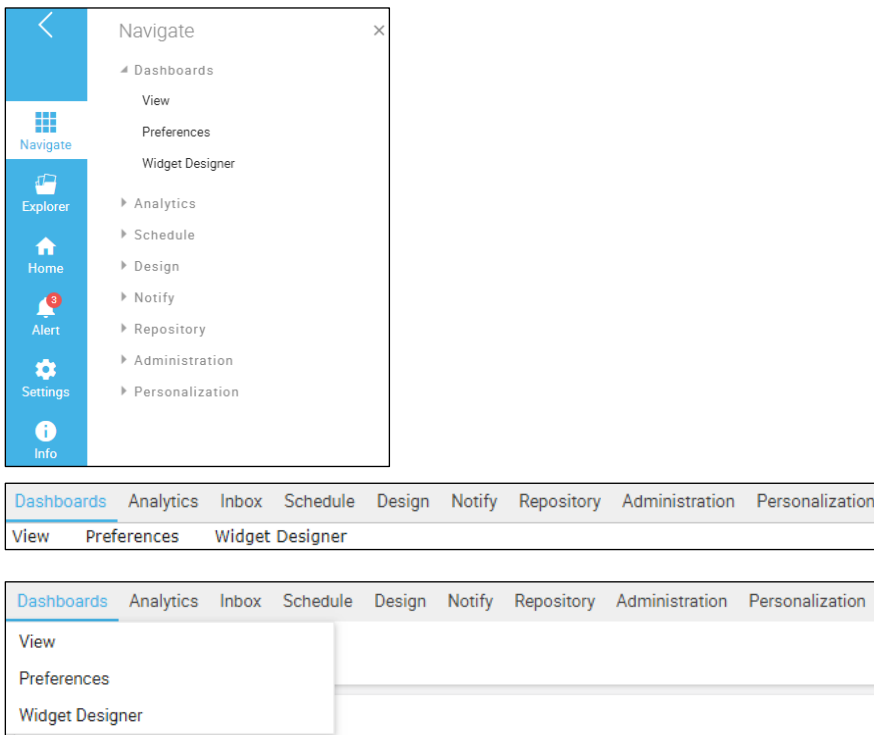 Navigate
×
Dashboards
View
Preferences
Widget Designer
Analytics
Schedule
Design
Notify
Repository
Administration
Personalization
Navigate
Explorer
Home
3
Alert
Settings
Info
Dashboards Analytics Inbox Schedule Design Notify Repository Administration Personalization
View Preferences Widget Designer
Dashboards Analytics Inbox Schedule Design Notify Repository Administration Personalization
View
Preferences
Widget Designer